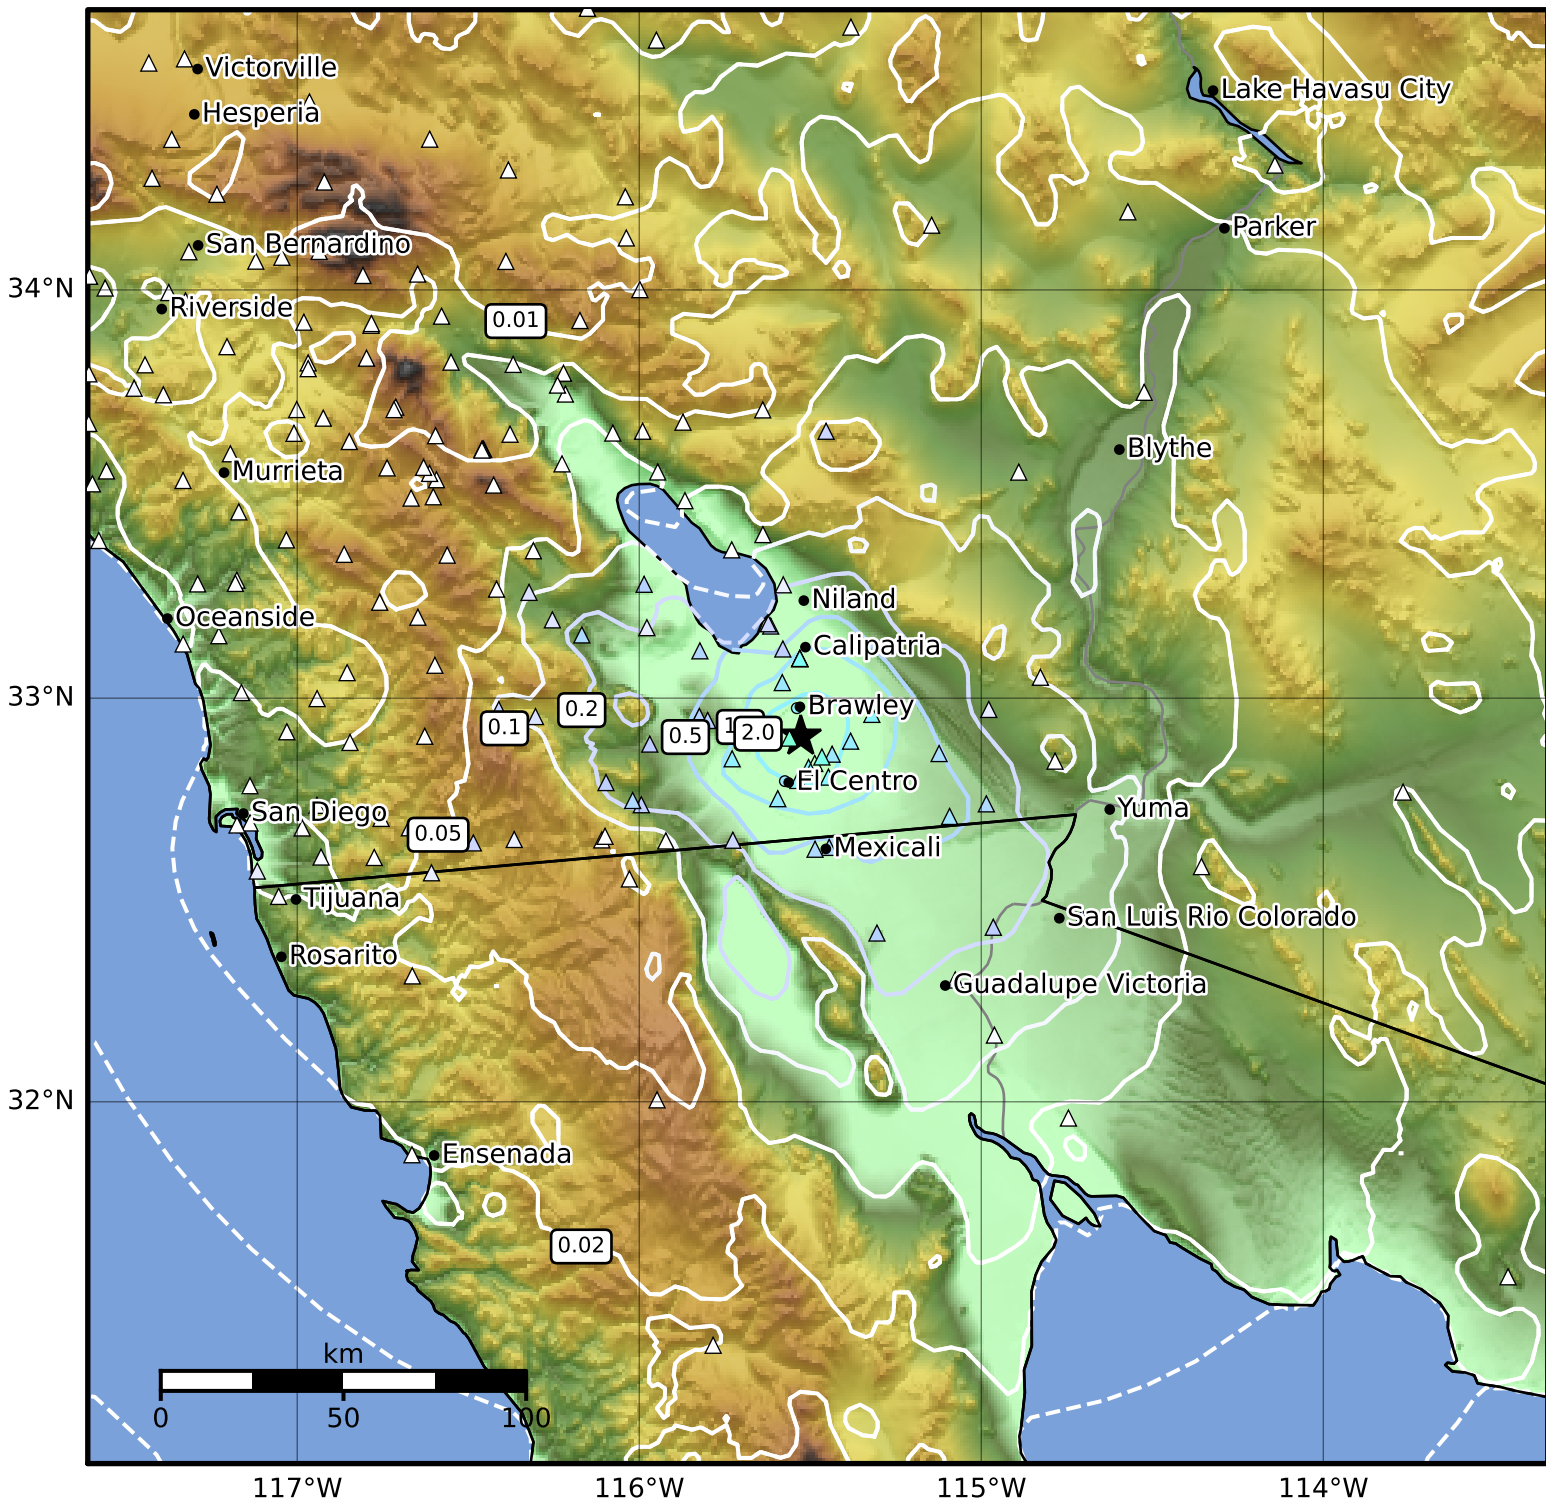 Victorville
Lake Havasu City
Hesperia
Parker
San Bernardino
34°N
Riverside
0.01
Blythe
Murrieta
Niland
Oceanside
Calipatria
33°N
Brawley
0.2
0.1
0.5
2.0
El Centro
San Diego
Yuma
0.05
Mexicali
Tijuana
San Luis Rio Colorado
Rosarito
Guadalupe Victoria
32°N
Ensenada
0.02
km
0 50 100
117°W 116°W 115°W 114°W